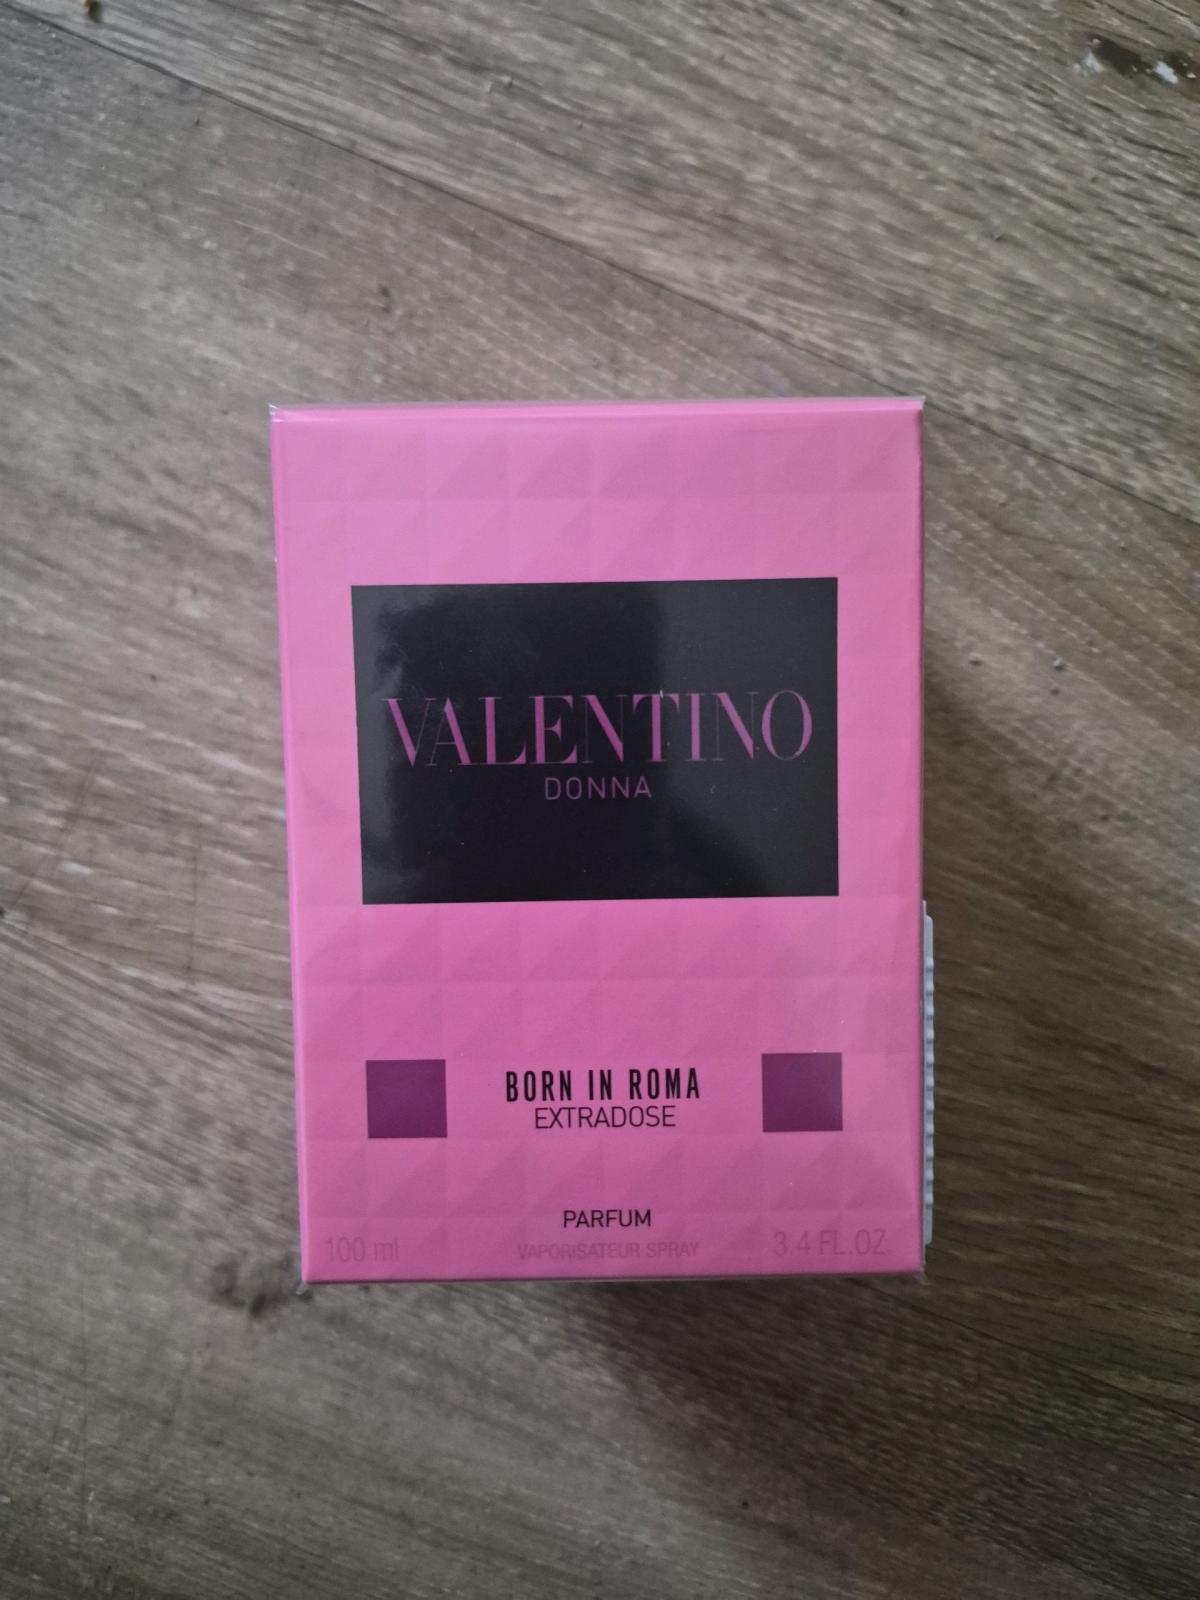 VALENTINO
DONNA
BORN IN ROMA
EXTRADOSE
PARFUM
100 ml VAPORISATEUR SPRAY 3.4 FL.OZ.